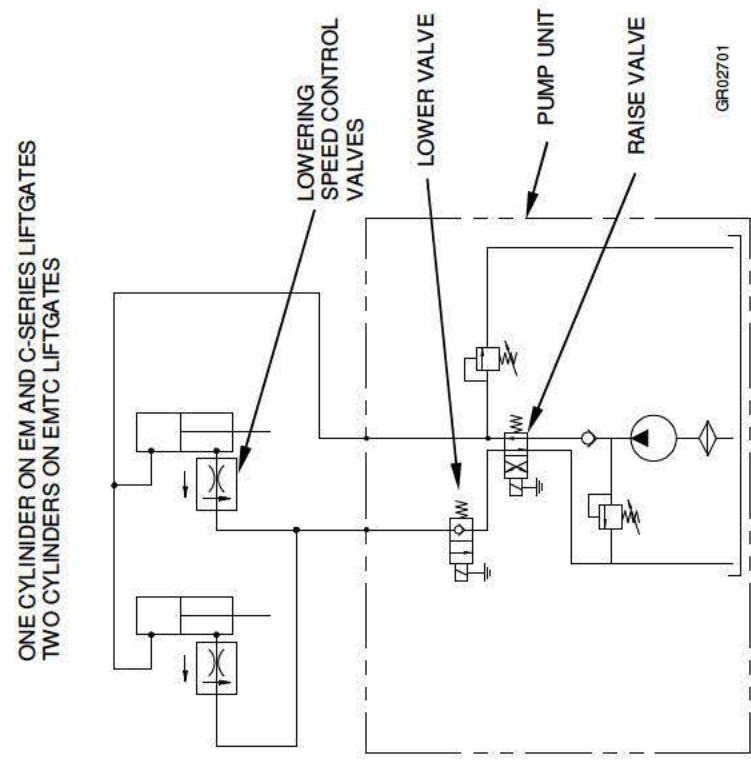 ONE CYLINDER ON EM AND C-SERIES LIFTGATES
TWO CYLINDERS ON EMTC LIFTGATES
LOWERING
SPEED CONTROL
VALVES
LOWER VALVE
PUMP UNIT
RAISE VALVE
GR02701